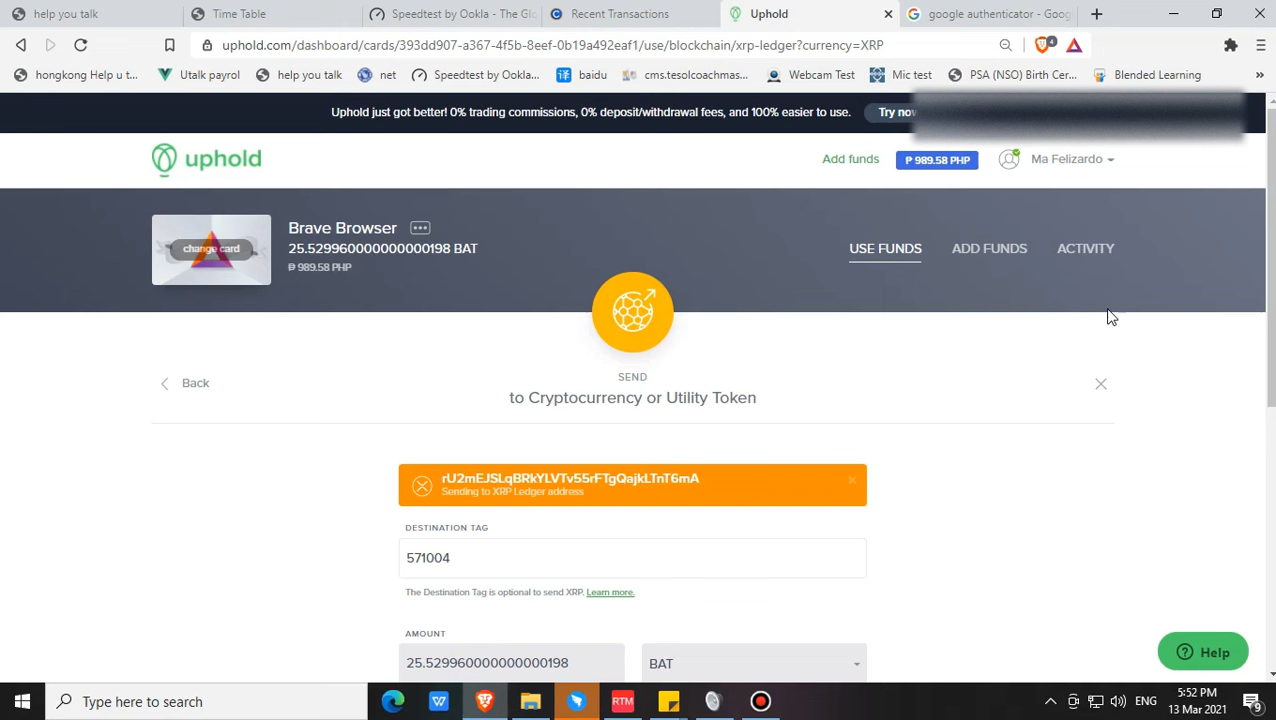 help you talk
Time Table
Speedtest by Ookla - The Glo
Recent Transactions
Uphold
google authenticator - Goog
uphold.com/dashboard/cards/393dd907-a367-4f5b-8eef-0b19a492eaf1/use/blockchain/xrp-ledger?currency=XRP
4
hongkong Help u t...
Utalk payrol
help you talk
net
Speedtest by Ookla...
译 baidu
cms.tesolcoachmas...
Webcam Test
Mic test
PSA (NSO) Birth Cer...
Blended Learning
Uphold just got better! 0% trading commissions, 0% deposit/withdrawal fees, and 100% easier to use.
Try now
uphold
Add funds
₱ 989.58 PHP
Ma Felizardo
change card
Brave Browser
25.529960000000000198 BAT
₱ 989.58 PHP
USE FUNDS
ADD FUNDS
ACTIVITY
SEND
Back
to Cryptocurrency or Utility Token
rU2mEJSLqBRkYLVTv55rFTgQajkLTnT6mA
Sending to XRP Ledger address
DESTINATION TAG
571004
The Destination Tag is optional to send XRP. Learn more.
AMOUNT
25.529960000000000198
BAT
Help
Type here to search
RTM
ENG
5:52 PM
13 Mar 2021
9